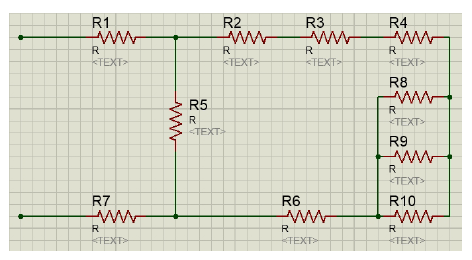 R1 R2 R3 R4
R R R R
<TEXT> <TEXT> <TEXT> <TEXT>
R8
R
<TEXT>
R5
R
<TEXT>
R9
R
<TEXT>
R7 R6 R10
R R R
<TEXT> <TEXT> <TEXT>